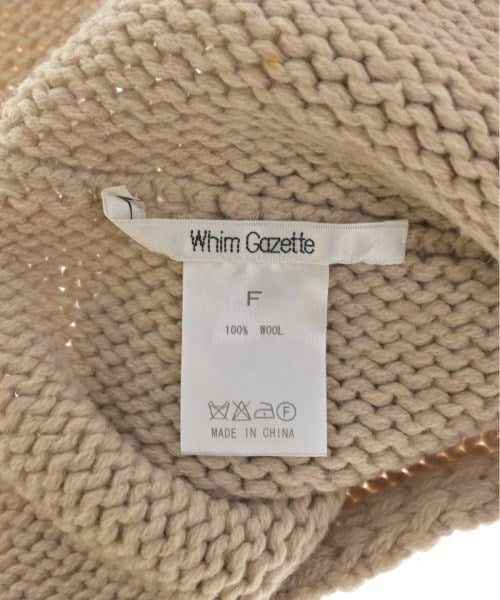 Whim Gazette
F
100% WOOL
F
MADE IN CHINA